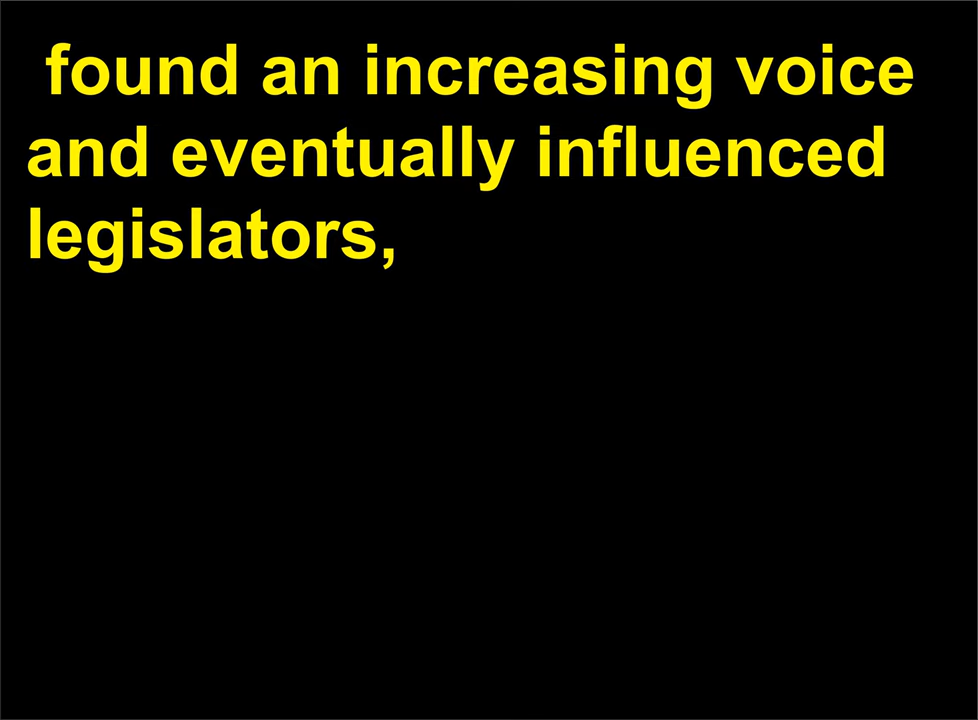 found an increasing voice
and eventually influenced
legislators,